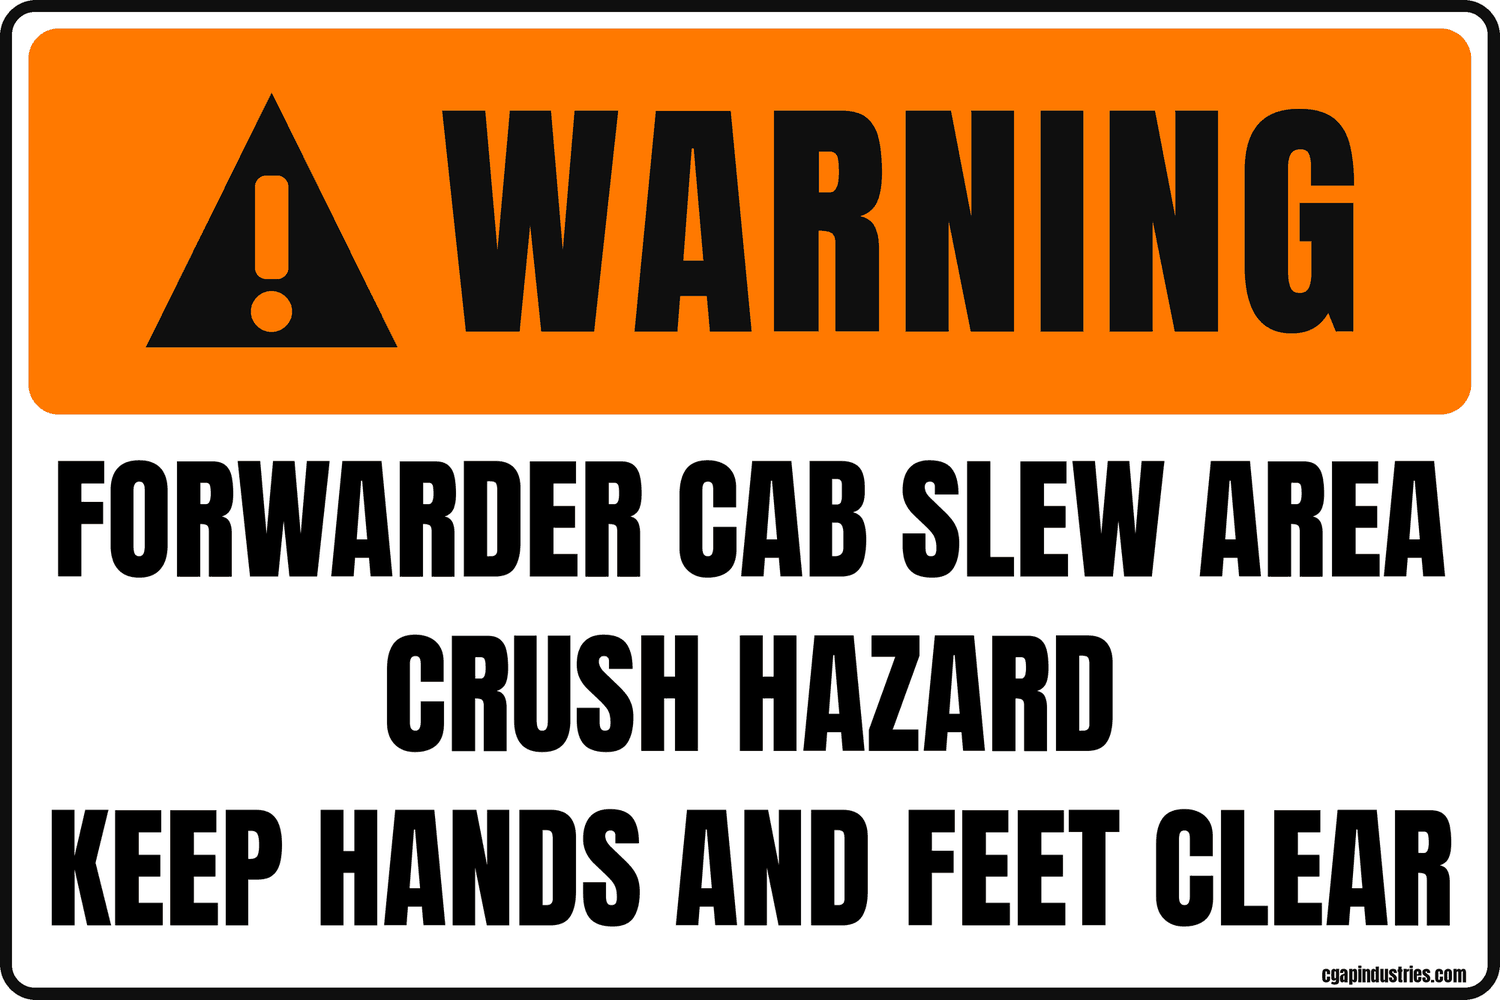 WARNING
FORWARDER CAB SLEW AREA
CRUSH HAZARD
KEEP HANDS AND FEET CLEAR
cgapindustries.com